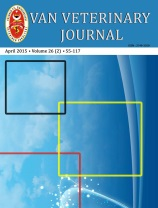 VAN VETERINARY
JOURNAL
April 2015 • Volume 26 (2) • 55-117